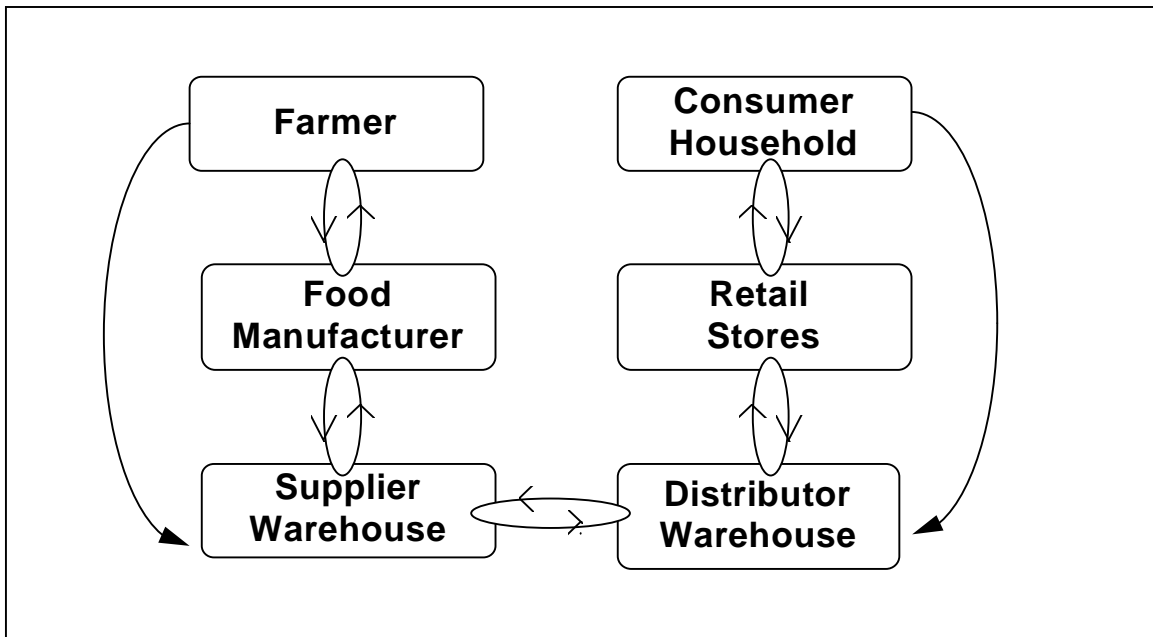 Farmer
Food
Manufacturer
Supplier
Warehouse
Consumer
Household
Retail
Stores
Distributor
Warehouse